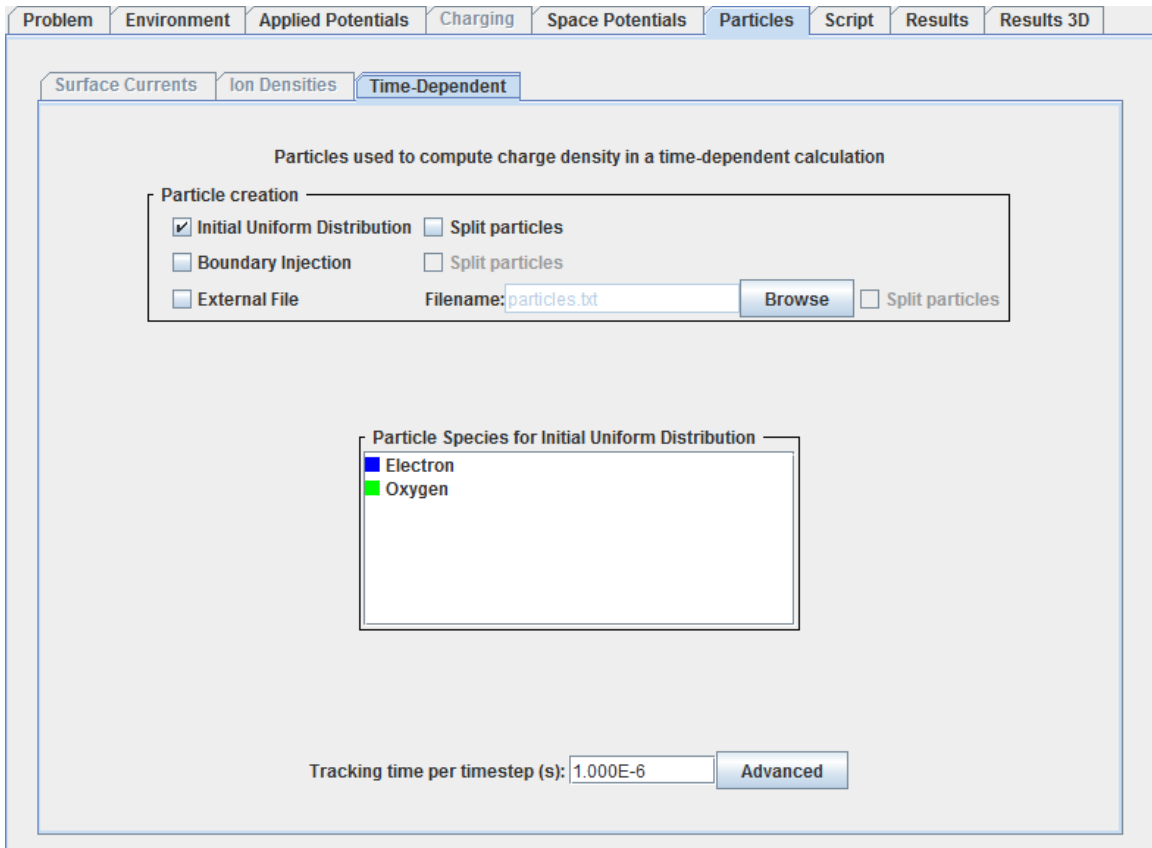 Problem Environment Applied Potentials Charging Space Potentials Particles Script Results Results 3D
Surface Currents Ion Densities Time-Dependent
Particles used to compute charge density in a time-dependent calculation
Particle creation
Initial Uniform Distribution Split particles
Boundary Injection Split particles
External File Filename: particles.txt Browse Split particles
Particle Species for Initial Uniform Distribution
Electron
Oxygen
Tracking time per timestep (s): 1.000E-6 Advanced